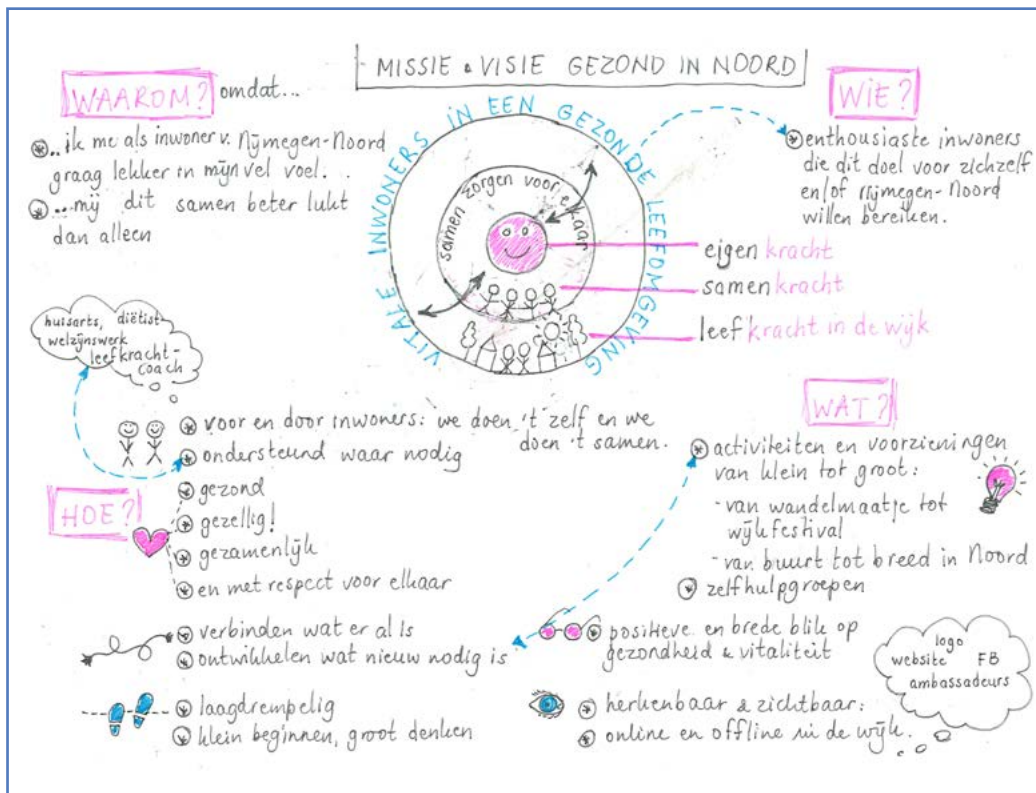 MISSIE & VISIE GEZOND IN NOORD
WAAROM? omdat...
...ik me als inwoner v. Nijmegen-Noord
graag lekker in mijn vel voel...
...mij dit samen beter lukt
dan alleen
VITALE INWONERS IN EEN GEZONDE LEEFOMGEVING
samen zorgen voor elkaar
eigen kracht
samen kracht
leef kracht in de wijk
WIE?
enthousiaste inwoners
die dit doel voor zichzelf
en/of Nijmegen-Noord
willen bereiken.
huisarts, diëtist
welzijnswerk
leefkracht-
coach
HOE?
voor en door inwoners: we doen 't zelf en we
doen 't samen.
ondersteund waar nodig
gezond
gezellig!
gezamenlijk
en met respect voor elkaar
verbinden wat er al is
ontwikkelen wat nieuw nodig is
laagdrempelig
klein beginnen, groot denken
WAT?
activiteiten en voorzieningen
van klein tot groot:
- van wandelmaatje tot
wijkfestival
- van buurt tot breed in Noord
zelfhulpgroepen
positieve en brede blik op
gezondheid & vitaliteit
herkenbaar & zichtbaar:
online en offline in de wijk.
logo
website FB
ambassadeurs